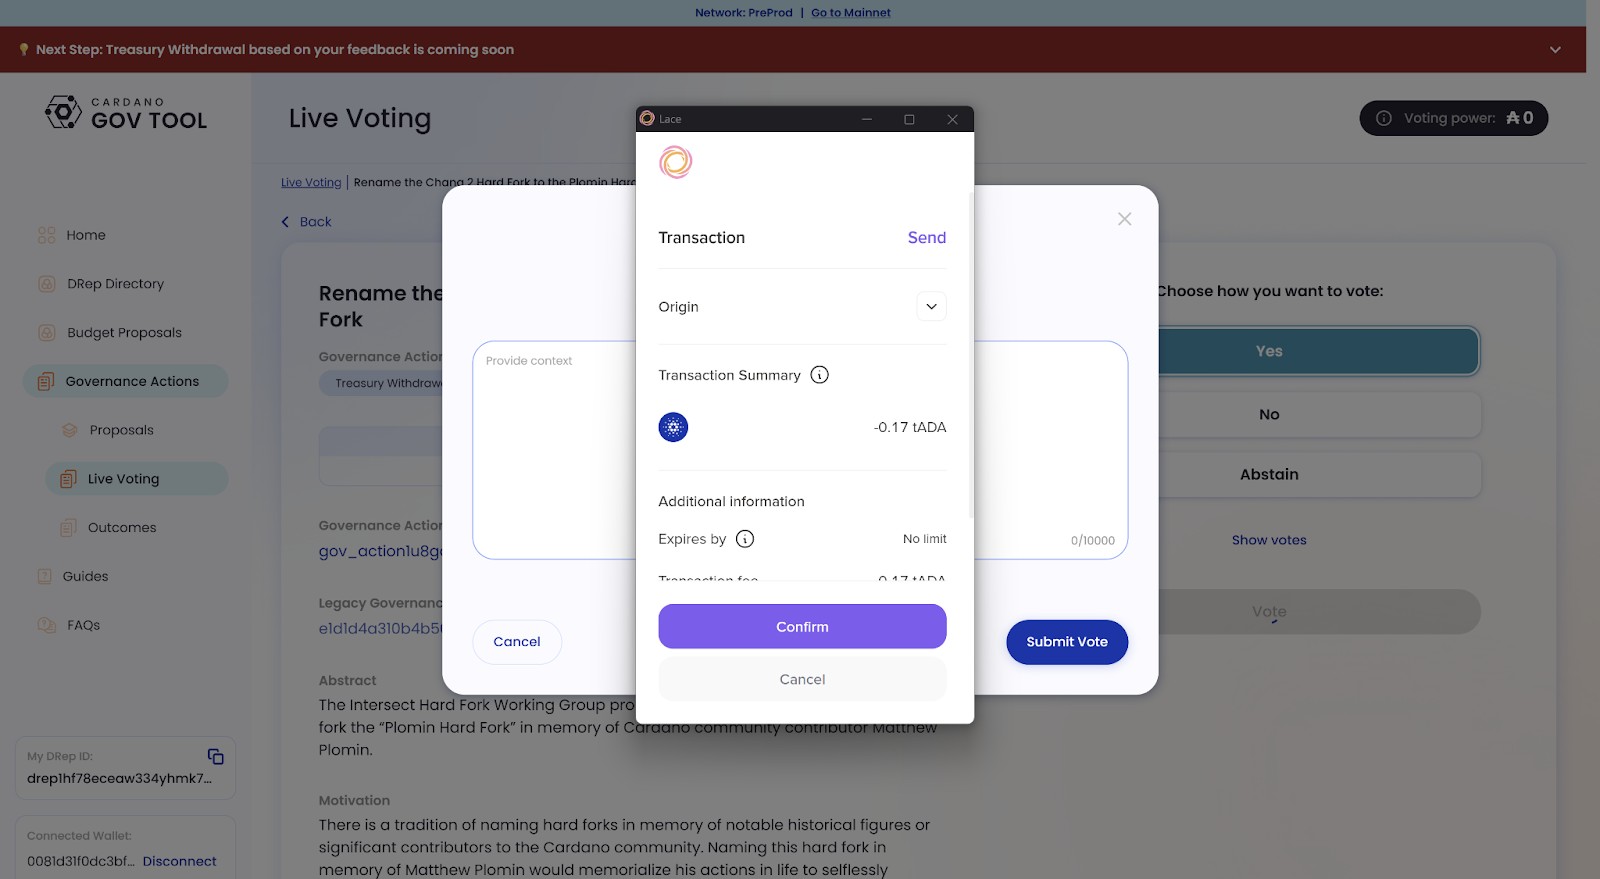 Network: PreProd | Go to Mainnet
Next Step: Treasury Withdrawal based on your feedback is coming soon
CARDANO
GOV TOOL
Live Voting
Voting power: ₳ 0
Live Voting | Rename the Chang 2 Hard Fork to the Plomin Hard
Back
Home
DRep Directory
Budget Proposals
Governance Actions
Proposals
Live Voting
Outcomes
Guides
FAQs
My DRep ID:
drep1hf78eceaw334yhmk7...
Connected Wallet:
0081d31f0dc3bf... Disconnect
Rename the
Fork
Governance Action
Treasury Withdraw
Governance Action
gov_action1u8g
Legacy Governanc
e1d1d4a310b4b5
Abstract
The Intersect Hard Fork Working Group pro
fork the “Plomin Hard Fork” in memory of Cardano community contributor Matthew
Plomin.
Motivation
There is a tradition of naming hard forks in memory of notable historical figures or
significant contributors to the Cardano community. Naming this hard fork in
memory of Matthew Plomin would memorialize his actions in life to selflessly
Provide context
0/10000
Cancel
Submit Vote
Lace
Transaction
Send
Origin
Transaction Summary
-0.17 tADA
Additional information
Expires by
No limit
Transaction fee
0.17 tADA
Confirm
Cancel
Choose how you want to vote:
Yes
No
Abstain
Show votes
Vote